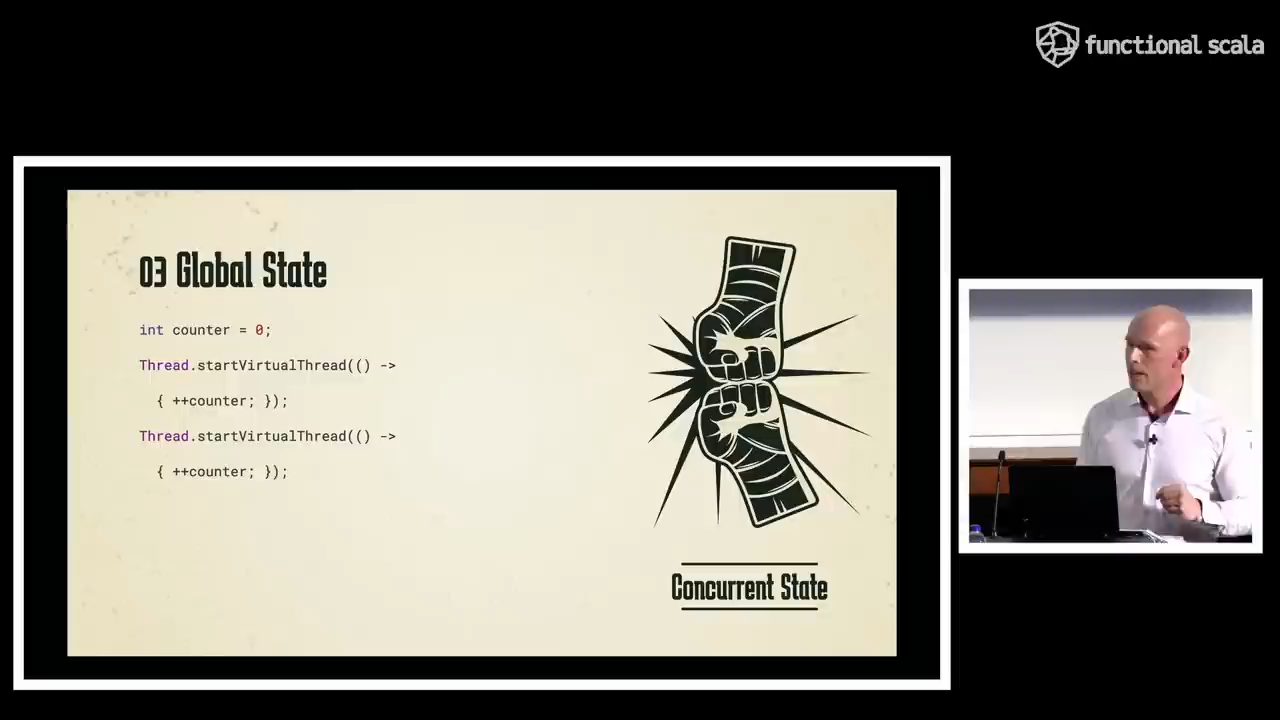 functional scala
03 Global State
int counter = 0;
Thread.startVirtualThread(() ->
{ ++counter; });
Thread.startVirtualThread(() ->
{ ++counter; });
Concurrent State